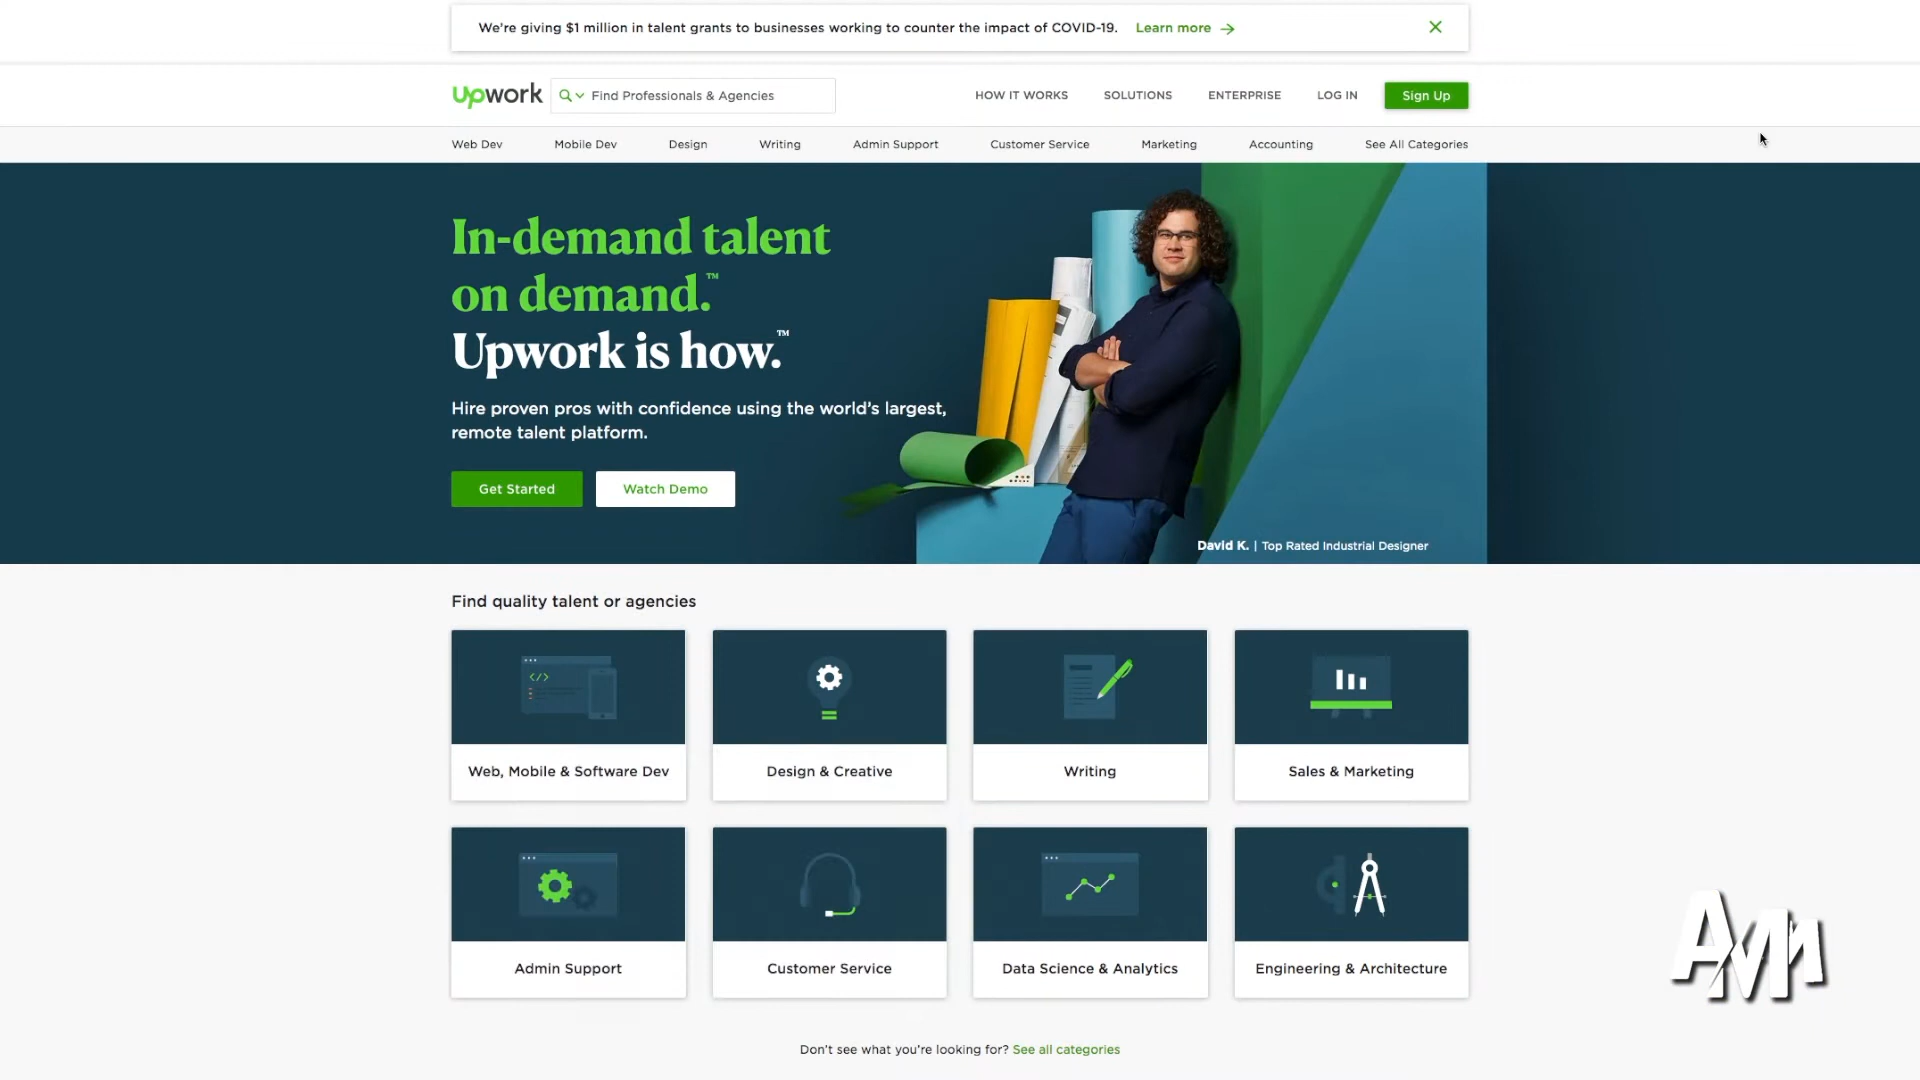 We're giving $1 million in talent grants to businesses working to counter the impact of COVID-19. Learn more →
upwork
Find Professionals & Agencies
HOW IT WORKS
SOLUTIONS
ENTERPRISE
LOG IN
Sign Up
Web Dev
Mobile Dev
Design
Writing
Admin Support
Customer Service
Marketing
Accounting
See All Categories
In-demand talent
on demand.™
Upwork is how.™
Hire proven pros with confidence using the world's largest,
remote talent platform.
Get Started
Watch Demo
David K. | Top Rated Industrial Designer
Find quality talent or agencies
</>
Web, Mobile & Software Dev
Design & Creative
Writing
Sales & Marketing
Admin Support
Customer Service
Data Science & Analytics
Engineering & Architecture
AVM
Don't see what you're looking for? See all categories